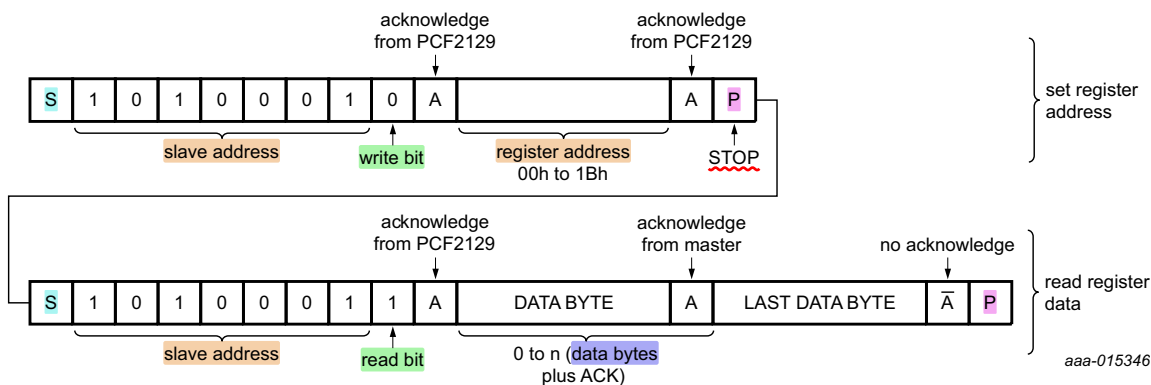 acknowledge
from PCF2129
acknowledge
from PCF2129
S 1 0 1 0 0 0 1 0 A A P
set register
address
slave address
write bit
register address
00h to 1Bh
STOP
acknowledge
from PCF2129
acknowledge
from master
no acknowledge
S 1 0 1 0 0 0 1 1 A DATA BYTE A LAST DATA BYTE A̅ P
read register
data
slave address
read bit
0 to n (data bytes
plus ACK)
aaa-015346